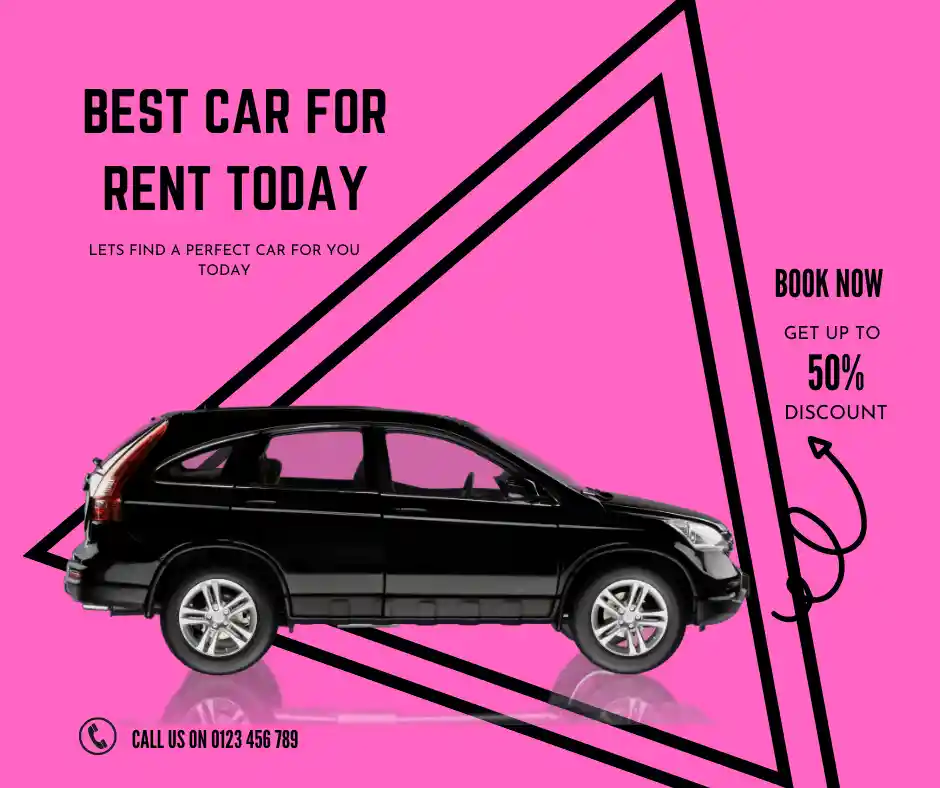 BEST CAR FOR
RENT TODAY
LETS FIND A PERFECT CAR FOR YOU
TODAY
BOOK NOW
GET UP TO
50%
DISCOUNT
CALL US ON 0123 456 789